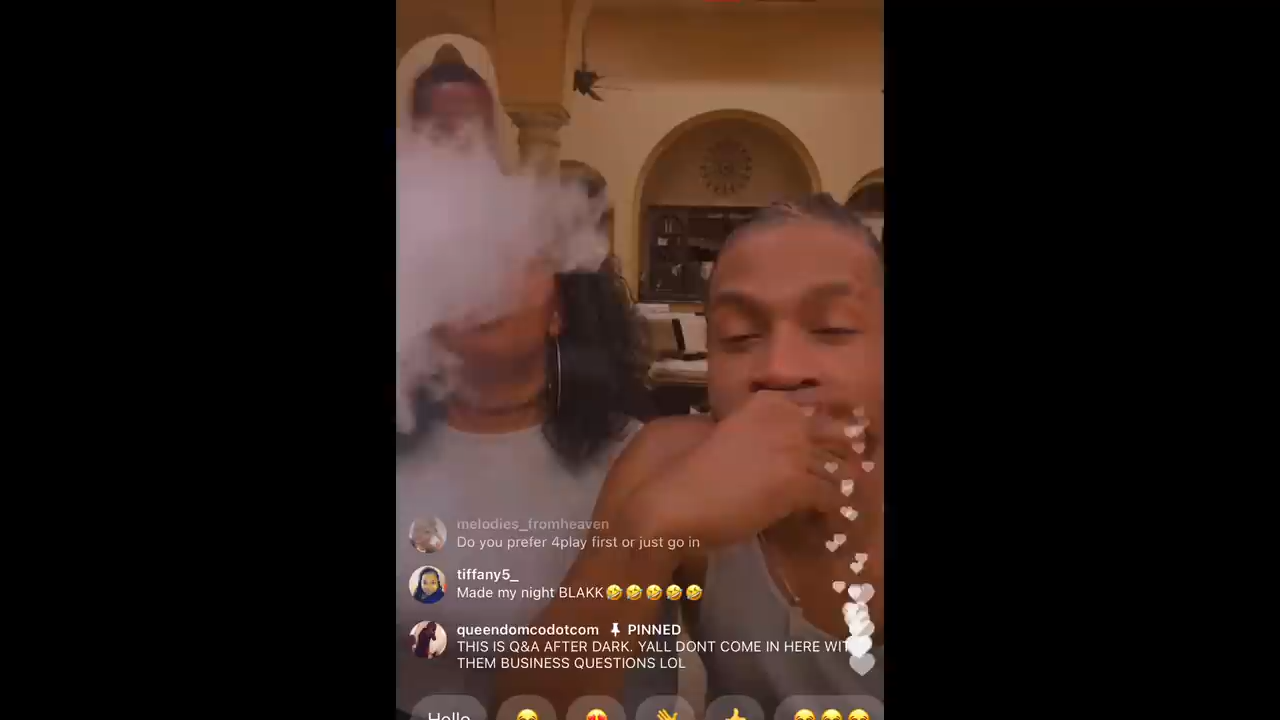 melodies_fromheaven
Do you prefer 4play first or just go in
tiffany5_
Made my night BLAKK🤣🤣🤣🤣🤣
queendomcodotcom 📌 PINNED
THIS IS Q&A AFTER DARK. YALL DONT COME IN HERE WIT
THEM BUSINESS QUESTIONS LOL
Hello